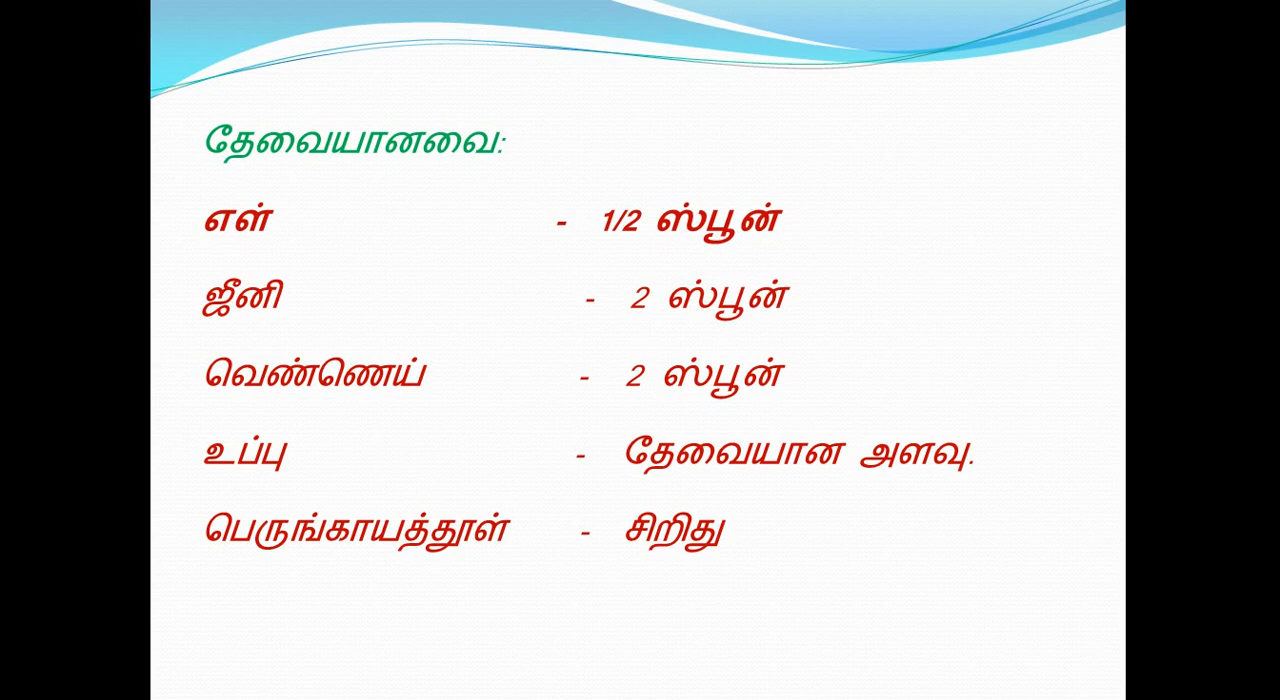 தேவையானவை:
எள் - 1/2 ஸ்பூன்
ஜீனி - 2 ஸ்பூன்
வெண்ணெய் - 2 ஸ்பூன்
உப்பு - தேவையான அளவு.
பெருங்காயத்தூள் - சிறிது